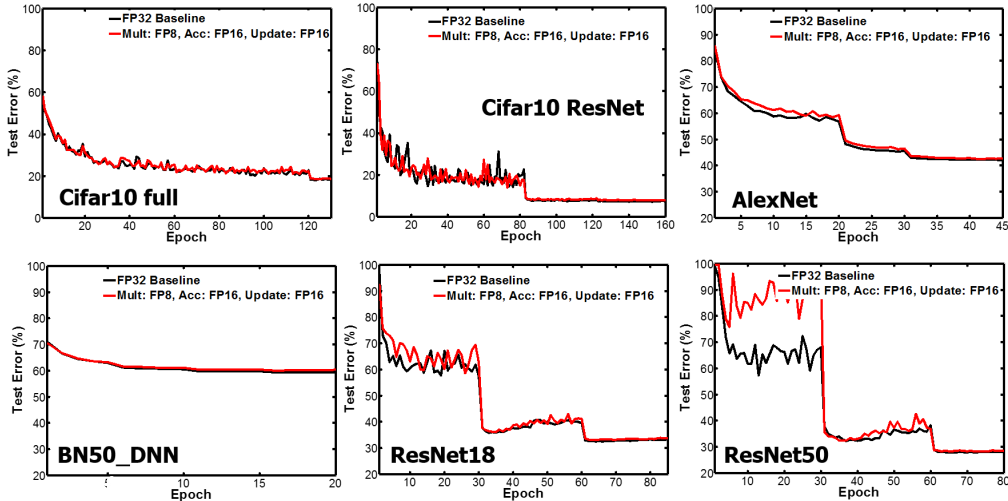 100
80
60
40
20
0
20 40 60 80 100 120
Test Error (%)
Epoch
FP32 Baseline
Mult: FP8, Acc: FP16, Update: FP16
Cifar10 full
100
80
60
40
20
0
20 40 60 80 100 120 140 160
Test Error (%)
Epoch
FP32 Baseline
Mult: FP8, Acc: FP16, Update: FP16
Cifar10 ResNet
100
90
80
70
60
50
40
30
20
5 10 15 20 25 30 35 40 45
Test Error (%)
Epoch
FP32 Baseline
Mult: FP8, Acc: FP16, Update: FP16
AlexNet
100
90
80
70
60
50
40
30
20
5 10 15 20
Test Error (%)
Epoch
FP32 Baseline
Mult: FP8, Acc: FP16, Update: FP16
BN50_DNN
100
90
80
70
60
50
40
30
20
10 20 30 40 50 60 70 80
Test Error (%)
Epoch
FP32 Baseline
Mult: FP8, Acc: FP16, Update: FP16
ResNet18
100
90
80
70
60
50
40
30
20
10 20 30 40 50 60 70 80
Test Error (%)
Epoch
FP32 Baseline
Mult: FP8, Acc: FP16, Update: FP16
ResNet50